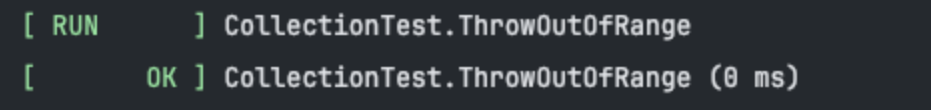 [ RUN      ] CollectionTest.ThrowOutOfRange
[       OK ] CollectionTest.ThrowOutOfRange (0 ms)